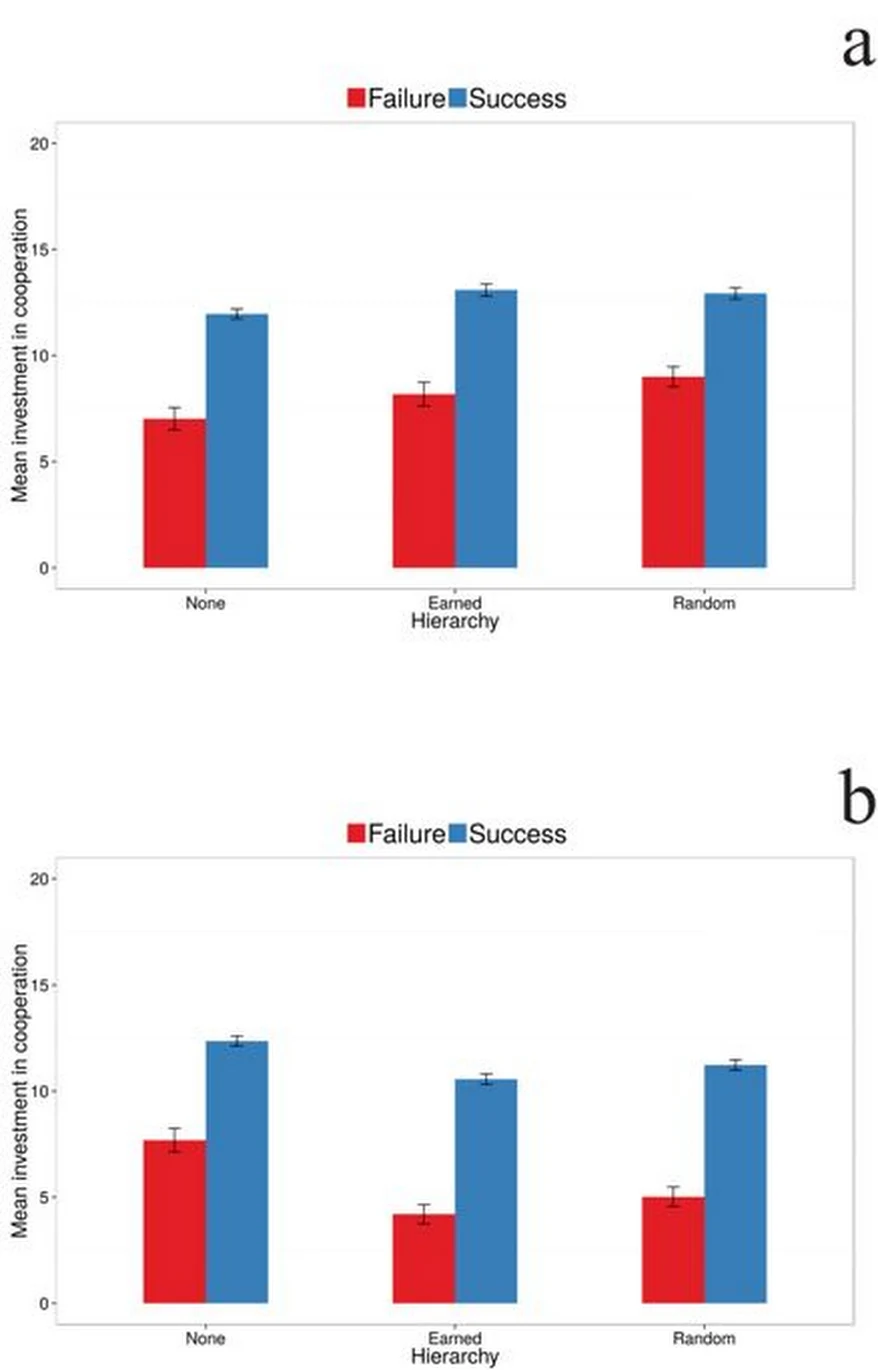 a
Failure Success
20
15
10
5
0
Mean investment in cooperation
None Earned Random
Hierarchy
b
Failure Success
20
15
10
5
0
Mean investment in cooperation
None Earned Random
Hierarchy